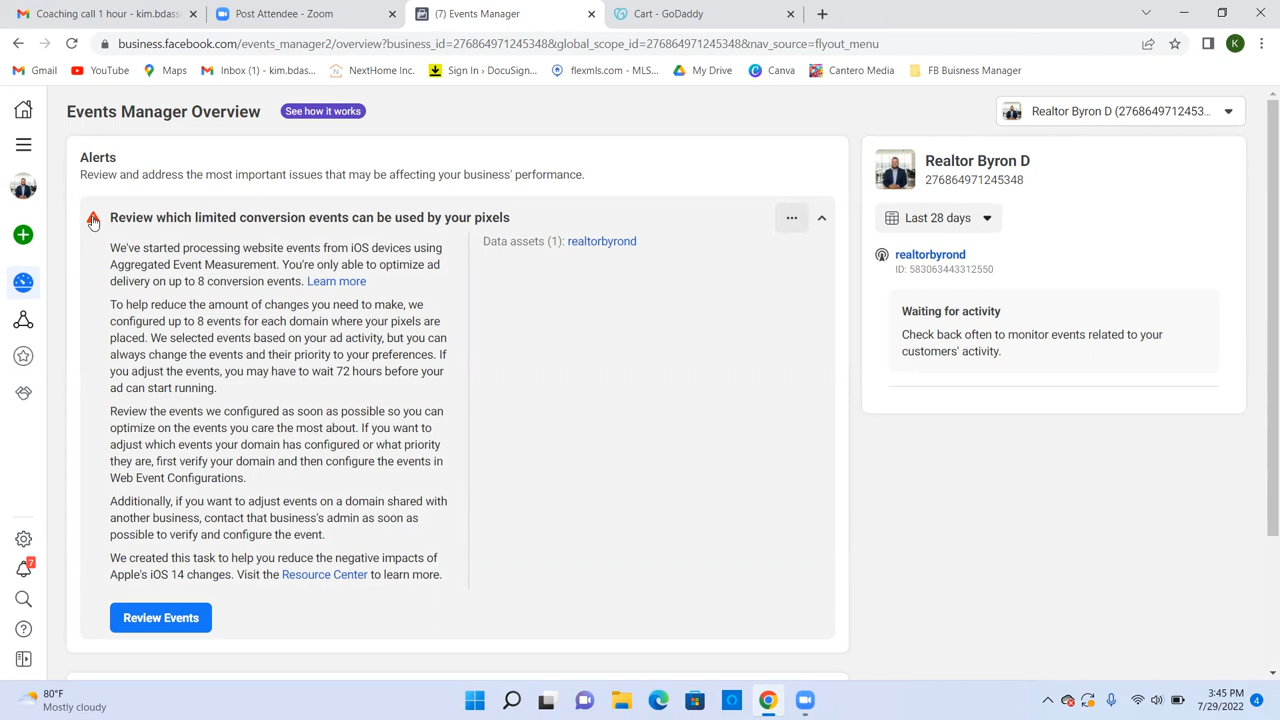 Coaching call 1 hour - kim.bdass
Post Attendee - Zoom
(7) Events Manager
Cart - GoDaddy
business.facebook.com/events_manager2/overview?business_id=276864971245348&global_scope_id=276864971245348&nav_source=flyout_menu
K
Gmail
YouTube
Maps
Inbox (1) - kim.bdas...
NextHome Inc.
Sign In › DocuSign...
flexmls.com - MLS...
My Drive
Canva
Cantero Media
FB Buisness Manager
Events Manager Overview
See how it works
Realtor Byron D (2768649712453...
Alerts
Review and address the most important issues that may be affecting your business' performance.
Review which limited conversion events can be used by your pixels
We've started processing website events from iOS devices using
Aggregated Event Measurement. You're only able to optimize ad
delivery on up to 8 conversion events. Learn more
To help reduce the amount of changes you need to make, we
configured up to 8 events for each domain where your pixels are
placed. We selected events based on your ad activity, but you can
always change the events and their priority to your preferences. If
you adjust the events, you may have to wait 72 hours before your
ad can start running.
Review the events we configured as soon as possible so you can
optimize on the events you care the most about. If you want to
adjust which events your domain has configured or what priority
they are, first verify your domain and then configure the events in
Web Event Configurations.
Additionally, if you want to adjust events on a domain shared with
another business, contact that business's admin as soon as
possible to verify and configure the event.
We created this task to help you reduce the negative impacts of
Apple's iOS 14 changes. Visit the Resource Center to learn more.
Review Events
Data assets (1): realtorbyrond
Realtor Byron D
276864971245348
Last 28 days
realtorbyrond
ID: 583063443312550
Waiting for activity
Check back often to monitor events related to your
customers' activity.
7
80°F
Mostly cloudy
3:45 PM
7/29/2022
4